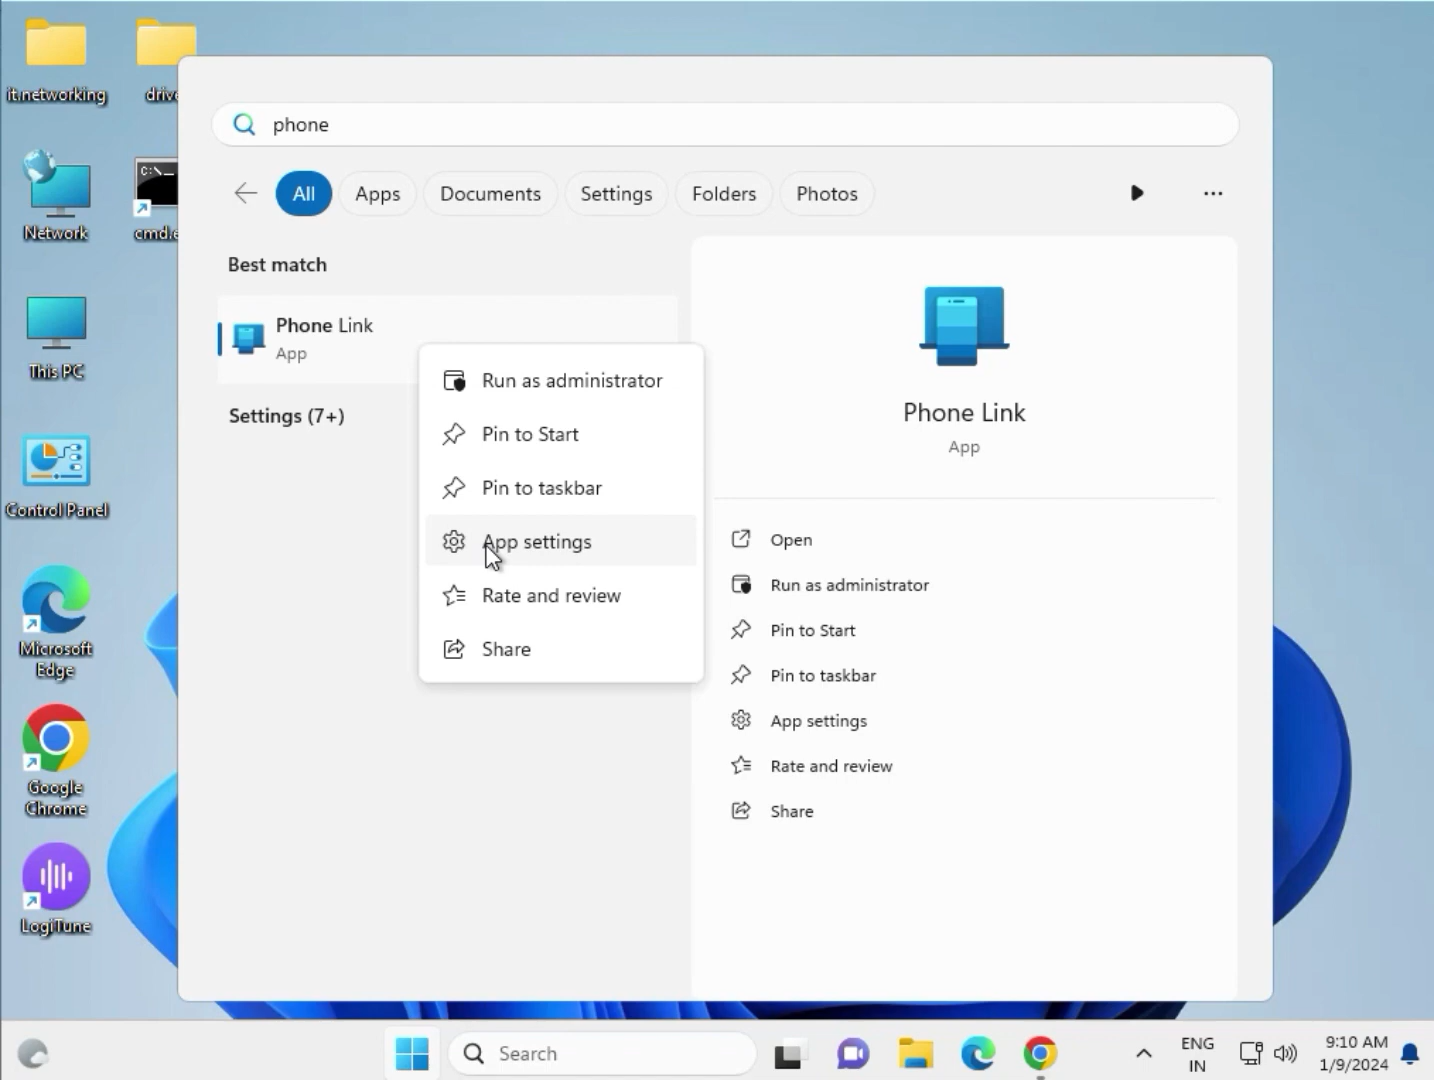 it.networking
Network
cmd.e
This PC
Control Panel
Microsoft
Edge
Google
Chrome
LogiTune
phone
All
Apps
Documents
Settings
Folders
Photos
Best match
Phone Link
App
Settings (7+)
Run as administrator
Pin to Start
Pin to taskbar
App settings
Rate and review
Share
Phone Link
App
Open
Run as administrator
Pin to Start
Pin to taskbar
App settings
Rate and review
Share
Search
ENG
IN
9:10 AM
1/9/2024